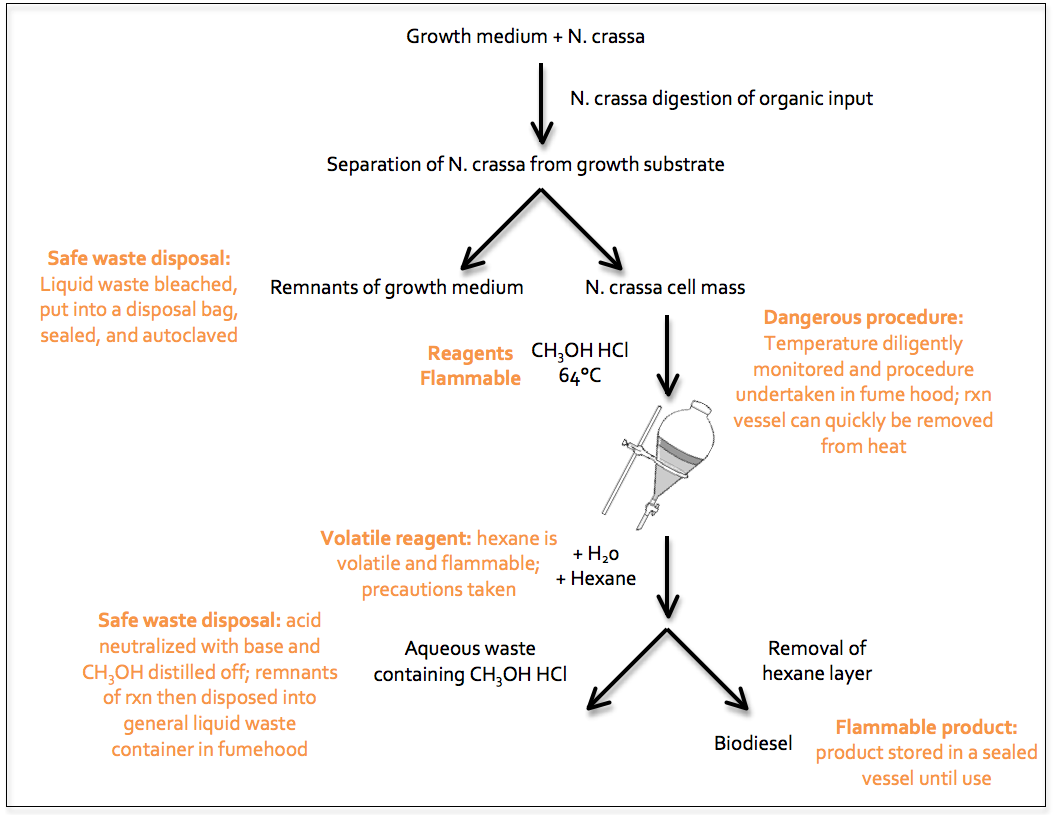 Growth medium + N. crassa
N. crassa digestion of organic input
Separation of N. crassa from growth substrate
Safe waste disposal:
Liquid waste bleached,
put into a disposal bag,
sealed, and autoclaved
Remnants of growth medium
N. crassa cell mass
Reagents
Flammable
CH₃OH HCl
64°C
Dangerous procedure:
Temperature diligently
monitored and procedure
undertaken in fume hood; rxn
vessel can quickly be removed
from heat
Volatile reagent: hexane is
volatile and flammable;
precautions taken
+ H₂o
+ Hexane
Safe waste disposal: acid
neutralized with base and
CH₃OH distilled off; remnants
of rxn then disposed into
general liquid waste
container in fumehood
Aqueous waste
containing CH₃OH HCl
Removal of
hexane layer
Biodiesel
Flammable product:
product stored in a sealed
vessel until use